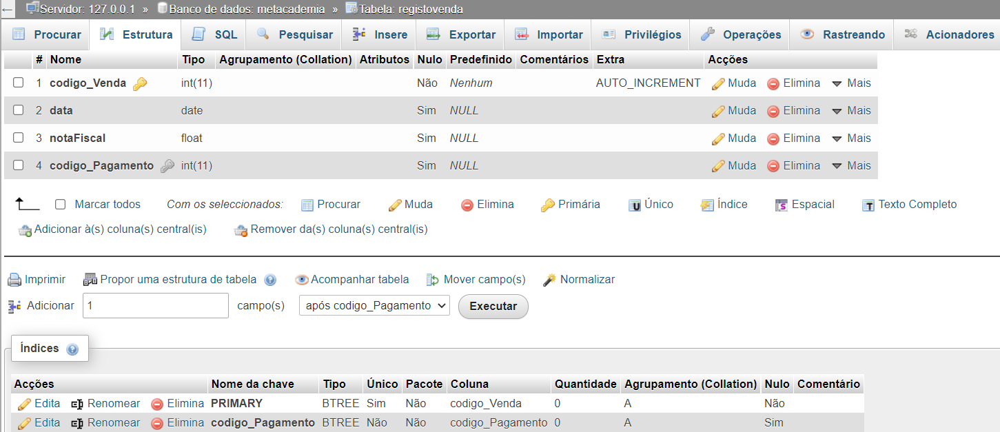 ← Servidor: 127.0.0.1 » Banco de dados: metacademia » Tabela: registovenda
Procurar Estrutura SQL Pesquisar Insere Exportar Importar Privilégios Operações Rastreando Acionadores
# Nome Tipo Agrupamento (Collation) Atributos Nulo Predefinido Comentários Extra Acções
1 codigo_Venda int(11) Não Nenhum AUTO_INCREMENT Muda Elimina Mais
2 data date Sim NULL Muda Elimina Mais
3 notaFiscal float Sim NULL Muda Elimina Mais
4 codigo_Pagamento int(11) Sim NULL Muda Elimina Mais
Marcar todos Com os seleccionados: Procurar Muda Elimina Primária Único Índice Espacial Texto Completo
Adicionar à(s) coluna(s) central(is) Remover da(s) coluna(s) central(is)
Imprimir Propor uma estrutura de tabela Acompanhar tabela Mover campo(s) Normalizar
Adicionar 1 campo(s) após codigo_Pagamento Executar
Índices
Acções Nome da chave Tipo Único Pacote Coluna Quantidade Agrupamento (Collation) Nulo Comentário
Edita Renomear Elimina PRIMARY BTREE Sim Não codigo_Venda 0 A Não
Edita Renomear Elimina codigo_Pagamento BTREE Não Não codigo_Pagamento 0 A Sim